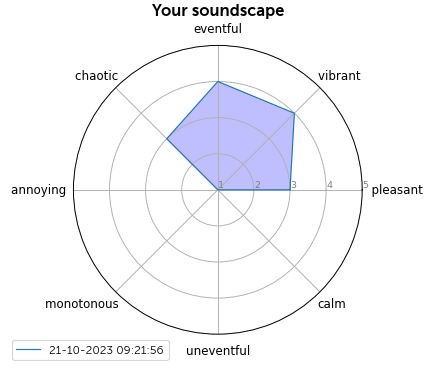 Your soundscape
eventful
chaotic
vibrant
annoying
1 2 3 4 5
pleasant
monotonous
calm
uneventful
21-10-2023 09:21:56